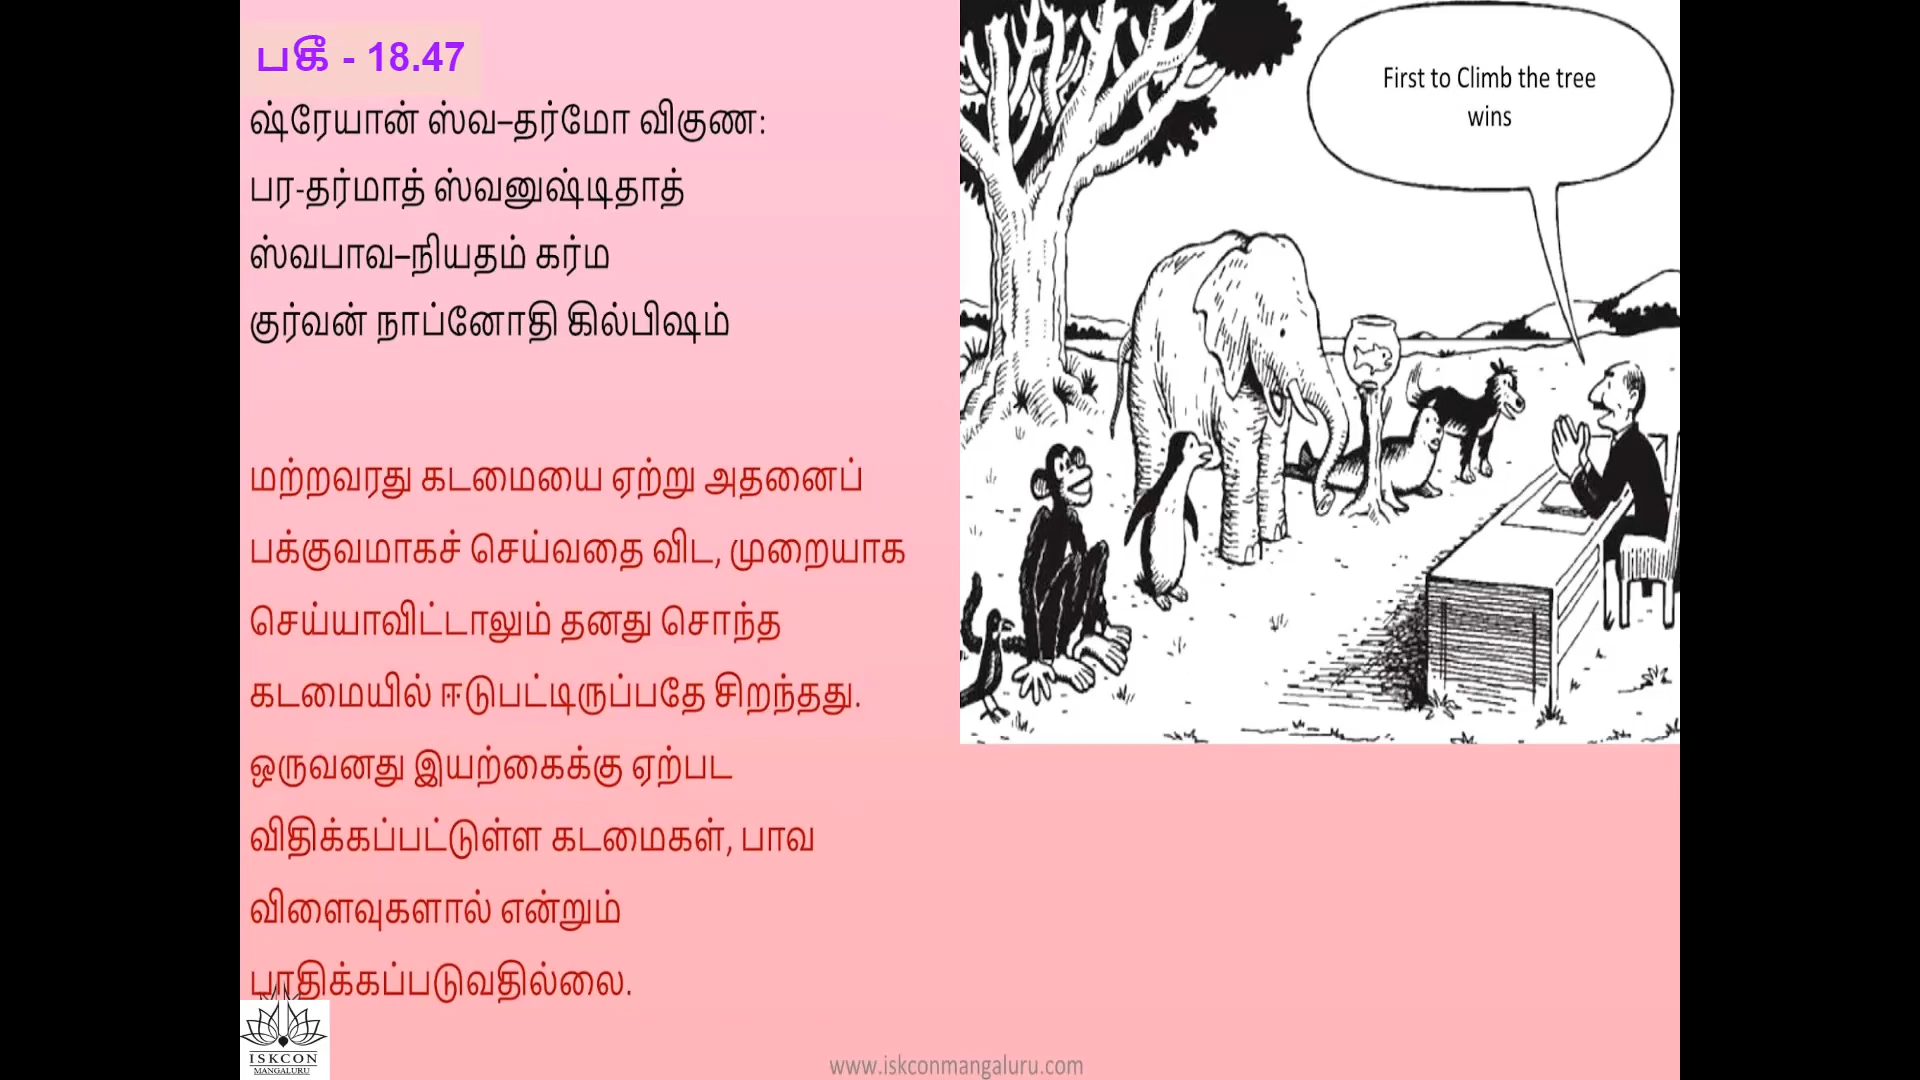 பகீ - 18.47
ஷ்ரேயான் ஸ்வ–தர்மோ விகுண:
பர-தர்மாத் ஸ்வனுஷ்டிதாத்
ஸ்வபாவ–நியதம் கர்ம
குர்வன் நாப்னோதி கில்பிஷம்
மற்றவரது கடமையை ஏற்று அதனைப்
பக்குவமாகச் செய்வதை விட, முறையாக
செய்யாவிட்டாலும் தனது சொந்த
கடமையில் ஈடுபட்டிருப்பதே சிறந்தது.
ஒருவனது இயற்கைக்கு ஏற்பட
விதிக்கப்பட்டுள்ள கடமைகள், பாவ
விளைவுகளால் என்றும்
பாதிக்கப்படுவதில்லை.
First to Climb the tree
wins
ISKCON
MANGALURU
www.iskconmangaluru.com